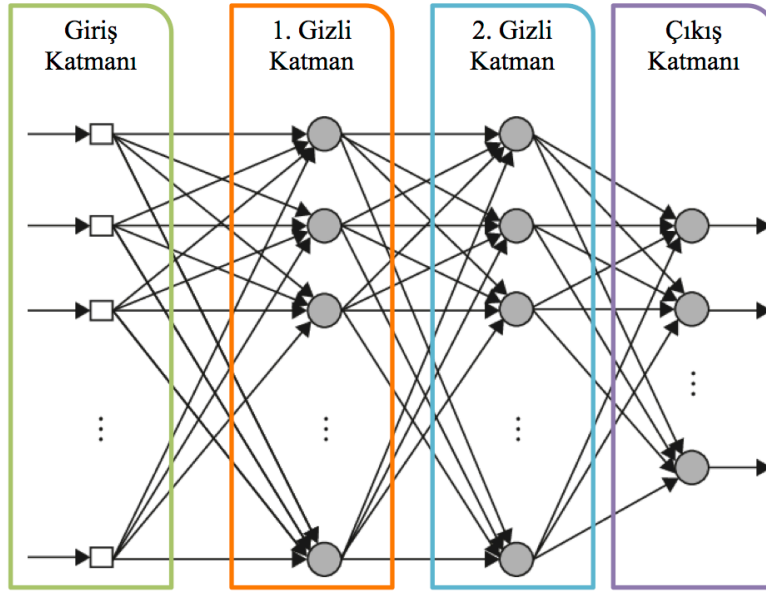 Giriş
Katmanı
1. Gizli
Katman
2. Gizli
Katman
Çıkış
Katmanı